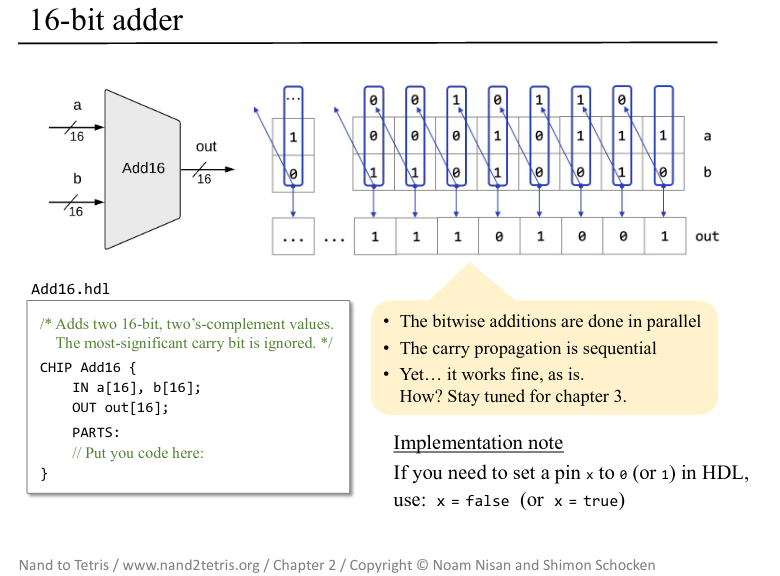 16-bit adder
a
16
b
16
Add16
out
16
... 0 0 1 0 1 1 0
1 0 0 0 1 0 1 1 1 a
0 1 1 0 1 0 0 1 0 b
... ... 1 1 1 0 1 0 0 1 out
Add16.hdl
/* Adds two 16-bit, two's-complement values.
The most-significant carry bit is ignored. */
CHIP Add16 {
IN a[16], b[16];
OUT out[16];
PARTS:
// Put you code here:
}
• The bitwise additions are done in parallel
• The carry propagation is sequential
• Yet… it works fine, as is.
How? Stay tuned for chapter 3.
Implementation note
If you need to set a pin x to 0 (or 1) in HDL,
use: x = false (or x = true)
Nand to Tetris / www.nand2tetris.org / Chapter 2 / Copyright © Noam Nisan and Shimon Schocken